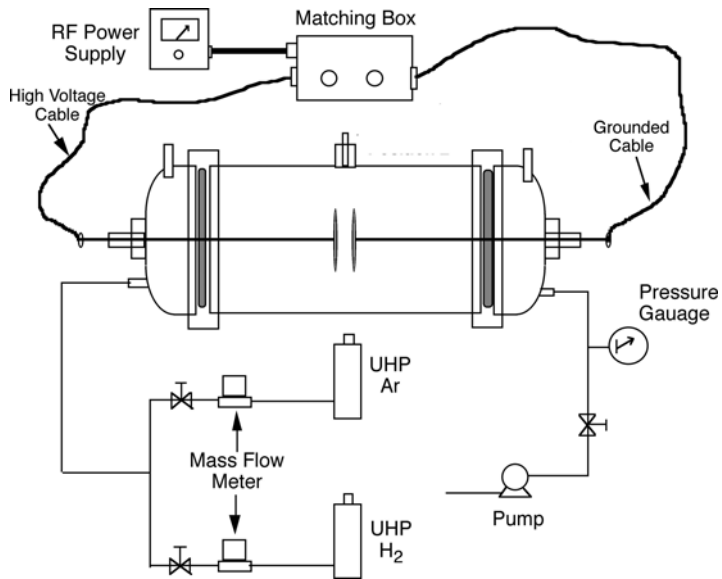 Matching Box
RF Power
Supply
High Voltage
Cable
Grounded
Cable
Pressure
Gauage
UHP
Ar
Mass Flow
Meter
UHP
H₂
Pump